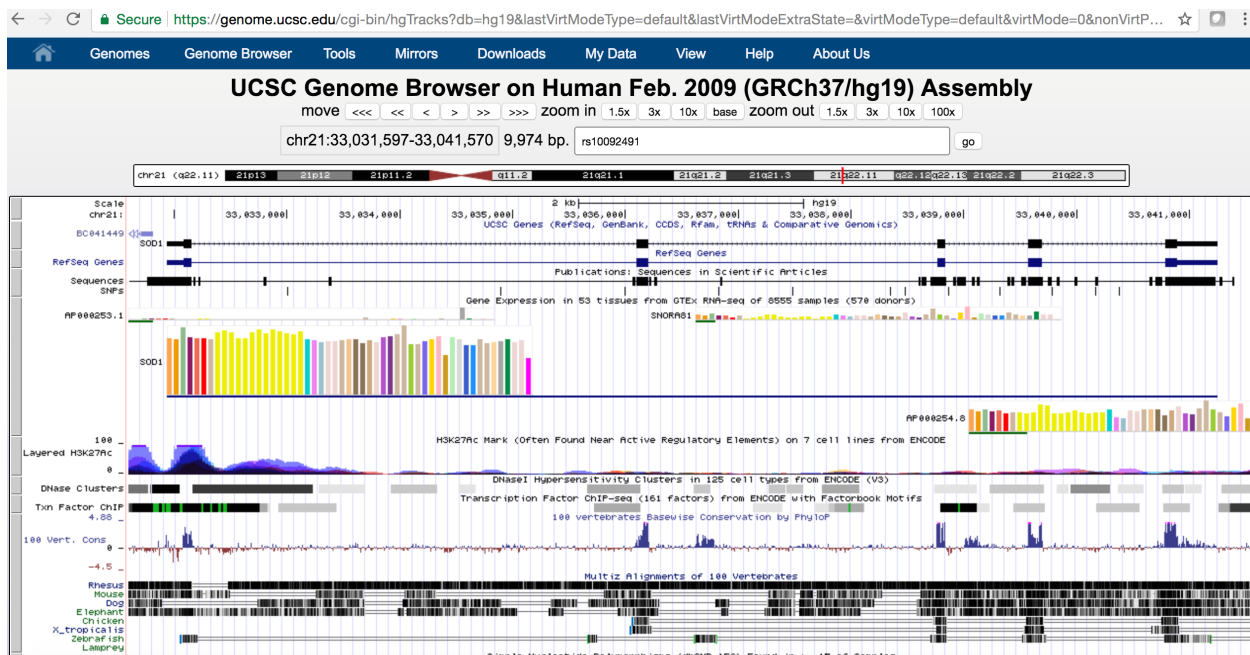 Secure https://genome.ucsc.edu/cgi-bin/hgTracks?db=hg19&lastVirtModeType=default&lastVirtModeExtraState=&virtModeType=default&virtMode=0&nonVirtP...
Genomes Genome Browser Tools Mirrors Downloads My Data View Help About Us
UCSC Genome Browser on Human Feb. 2009 (GRCh37/hg19) Assembly
move <<< << < > >> >>> zoom in 1.5x 3x 10x base zoom out 1.5x 3x 10x 100x
chr21:33,031,597-33,041,570 9,974 bp. rs10092491 go
chr21 (q22.11) 21p13 21p12 21p11.2 q11.2 21q21.1 21q21.2 21q21.3 21q22.11 q22.12 q22.13 21q22.2 21q22.3
Scale 2 kb hg19
chr21: 33,033,000 33,034,000 33,035,000 33,036,000 33,037,000 33,038,000 33,039,000 33,040,000 33,041,000
UCSC Genes (RefSeq, GenBank, CCDS, Rfam, tRNAs & Comparative Genomics)
BC041449
SOD1
RefSeq Genes
RefSeq Genes
Publications: Sequences in Scientific Articles
Sequences
SNPs
Gene Expression in 53 tissues from GTEx RNA-seq of 8555 samples (570 donors)
AP000253.1 SNORA81
SOD1
AP000254.8
H3K27Ac Mark (Often Found Near Active Regulatory Elements) on 7 cell lines from ENCODE
100 _
Layered H3K27Ac
0 _
DNaseI Hypersensitivity Clusters in 125 cell types from ENCODE (V3)
DNase Clusters
Transcription Factor ChIP-seq (161 factors) from ENCODE with Factorbook Motifs
Txn Factor ChIP
100 vertebrates Basewise Conservation by PhyloP
4.88 _
100 Vert. Cons
0 -
-4.5 _
Multiz Alignments of 100 Vertebrates
Rhesus
Mouse
Dog
Elephant
Chicken
X_tropicalis
Zebrafish
Lamprey